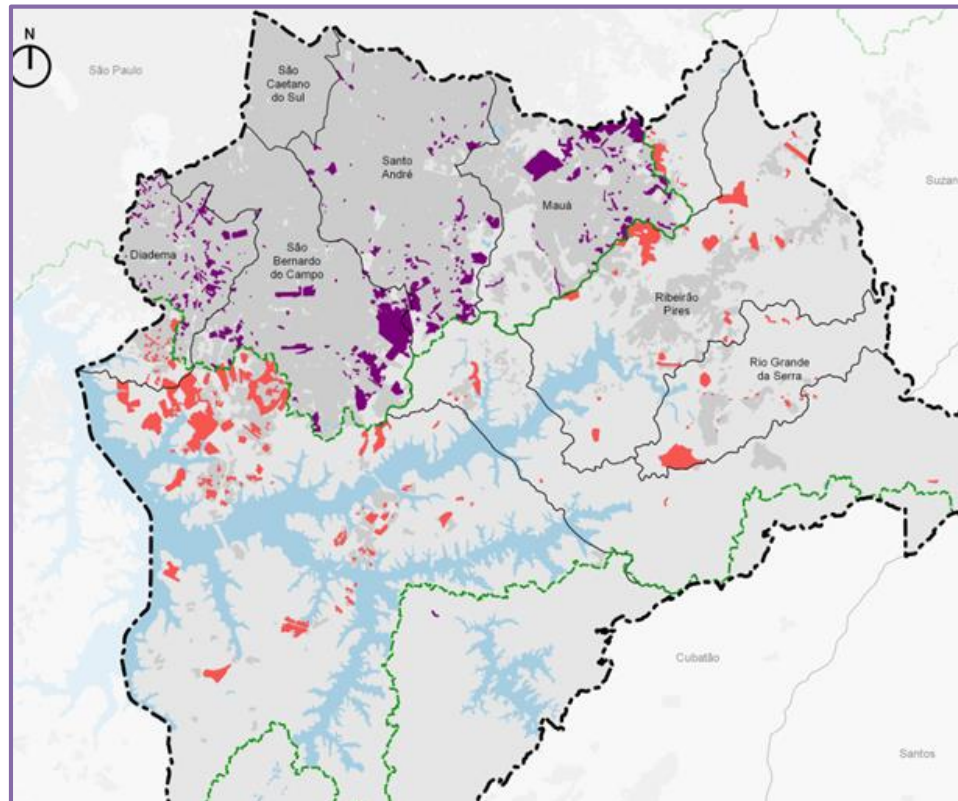 N
São Paulo
São
Caetano
do Sul
Santo
André
Mauá
Suzan
Diadema
São
Bernardo
do Campo
Ribeirão
Pires
Rio Grande
da Serra
Cubatão
Santos